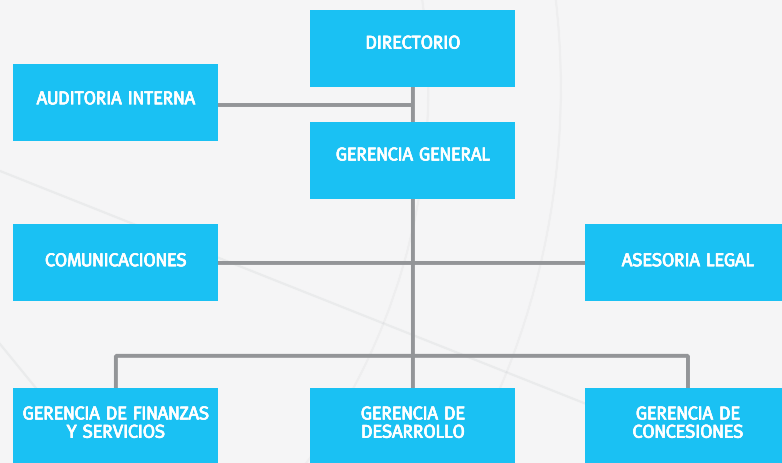 DIRECTORIO
AUDITORIA INTERNA
GERENCIA GENERAL
COMUNICACIONES
ASESORIA LEGAL
GERENCIA DE FINANZAS
Y SERVICIOS
GERENCIA DE
DESARROLLO
GERENCIA DE
CONCESIONES